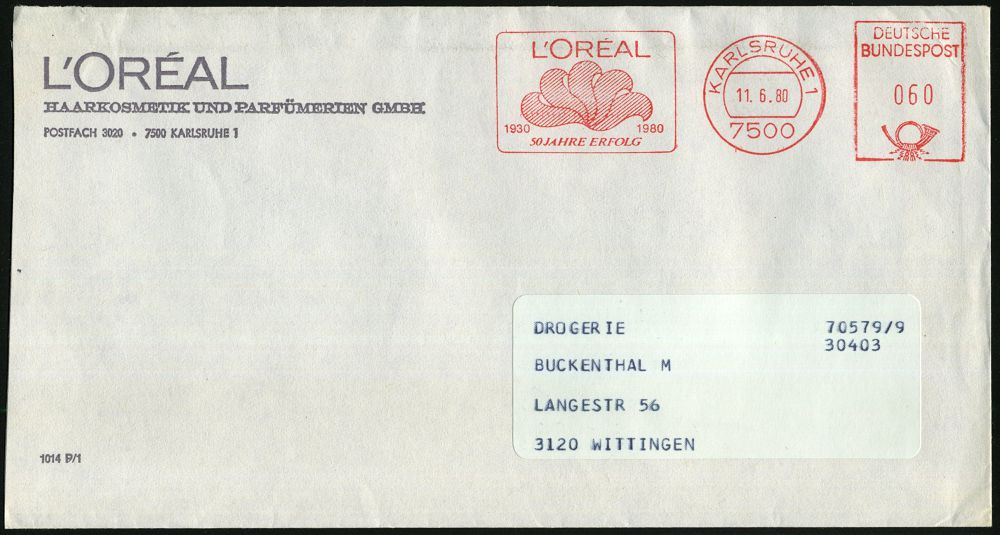 L'ORÉAL
HAARKOSMETIK UND PARFÜMERIEN GMBH
POSTFACH 3020 • 7500 KARLSRUHE 1
L'ORÉAL
1930 1980
50 JAHRE ERFOLG
KARLSRUHE 1
11. 6. 80
7500
DEUTSCHE
BUNDESPOST
060
DROGERIE 70579/9
30403
BUCKENTHAL M
LANGESTR 56
3120 WITTINGEN
1014 P/1